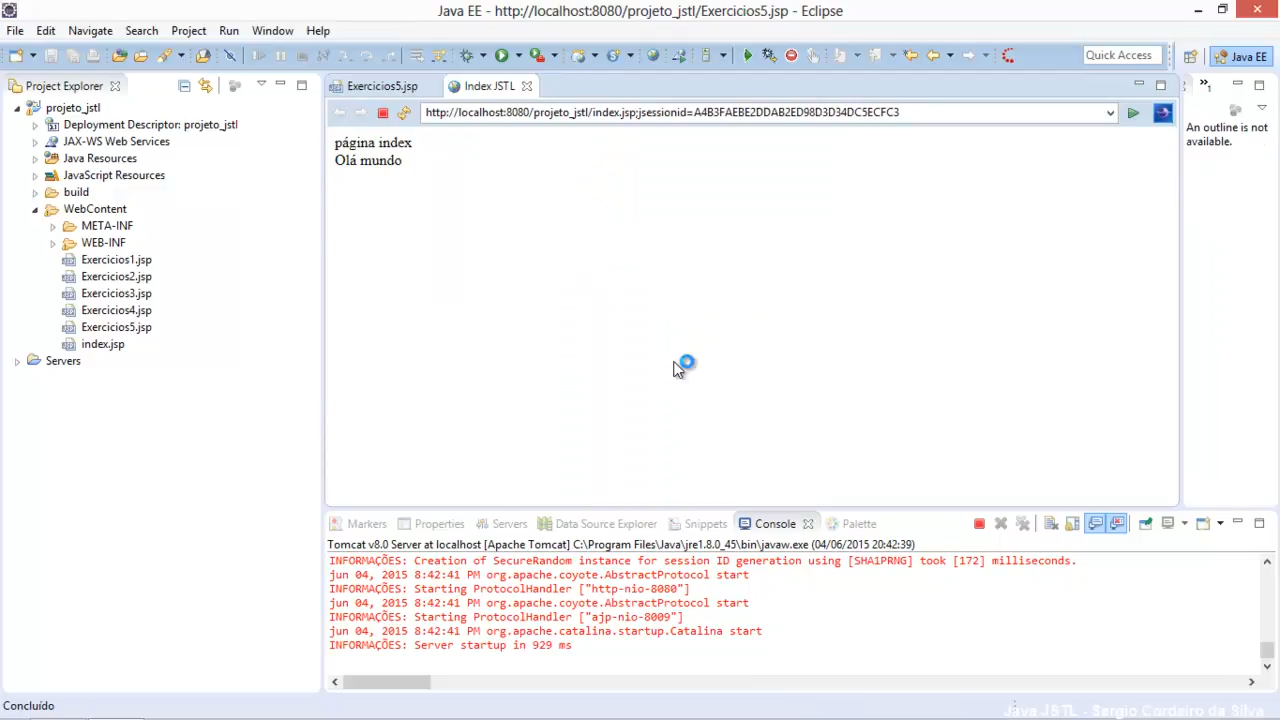 Java EE - http://localhost:8080/projeto_jstl/Exercicios5.jsp - Eclipse
File Edit Navigate Search Project Run Window Help
Quick Access Java EE
Project Explorer
projeto_jstl
Deployment Descriptor: projeto_jstl
JAX-WS Web Services
Java Resources
JavaScript Resources
build
WebContent
META-INF
WEB-INF
Exercicios1.jsp
Exercicios2.jsp
Exercicios3.jsp
Exercicios4.jsp
Exercicios5.jsp
index.jsp
Servers
Exercicios5.jsp Index JSTL
http://localhost:8080/projeto_jstl/index.jsp;jsessionid=A4B3FAEBE2DDAB2ED98D3D34DC5ECFC3
página index
Olá mundo
1
An outline is not
available.
Markers Properties Servers Data Source Explorer Snippets Console Palette
Tomcat v8.0 Server at localhost [Apache Tomcat] C:\Program Files\Java\jre1.8.0_45\bin\javaw.exe (04/06/2015 20:42:39)
INFORMAÇÕES: Creation of SecureRandom instance for session ID generation using [SHA1PRNG] took [172] milliseconds.
jun 04, 2015 8:42:41 PM org.apache.coyote.AbstractProtocol start
INFORMAÇÕES: Starting ProtocolHandler ["http-nio-8080"]
jun 04, 2015 8:42:41 PM org.apache.coyote.AbstractProtocol start
INFORMAÇÕES: Starting ProtocolHandler ["ajp-nio-8009"]
jun 04, 2015 8:42:41 PM org.apache.catalina.startup.Catalina start
INFORMAÇÕES: Server startup in 929 ms
Concluído
Java JSTL - Sergio Cordeiro da Silva